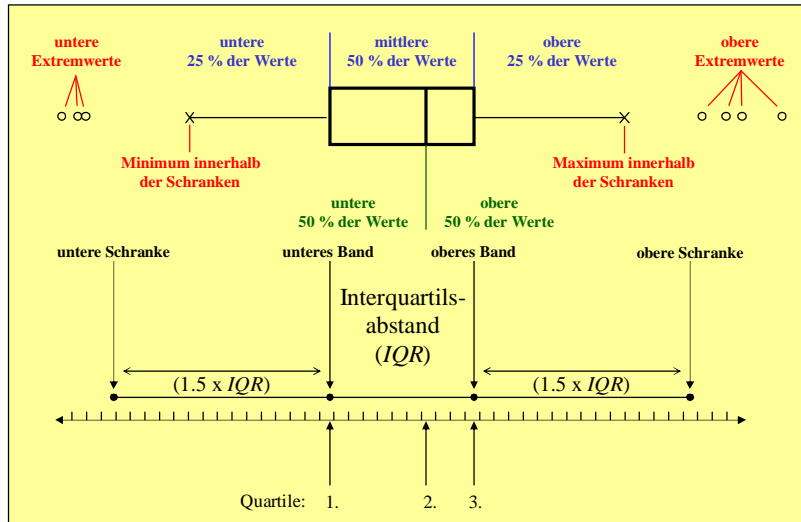 untere
Extremwerte
untere
25 % der Werte
mittlere
50 % der Werte
obere
25 % der Werte
obere
Extremwerte
Minimum innerhalb
der Schranken
Maximum innerhalb
der Schranken
untere
50 % der Werte
obere
50 % der Werte
untere Schranke
unteres Band
oberes Band
obere Schranke
Interquartils-
abstand
(IQR)
(1.5 x IQR)
(1.5 x IQR)
Quartile: 1. 2. 3.